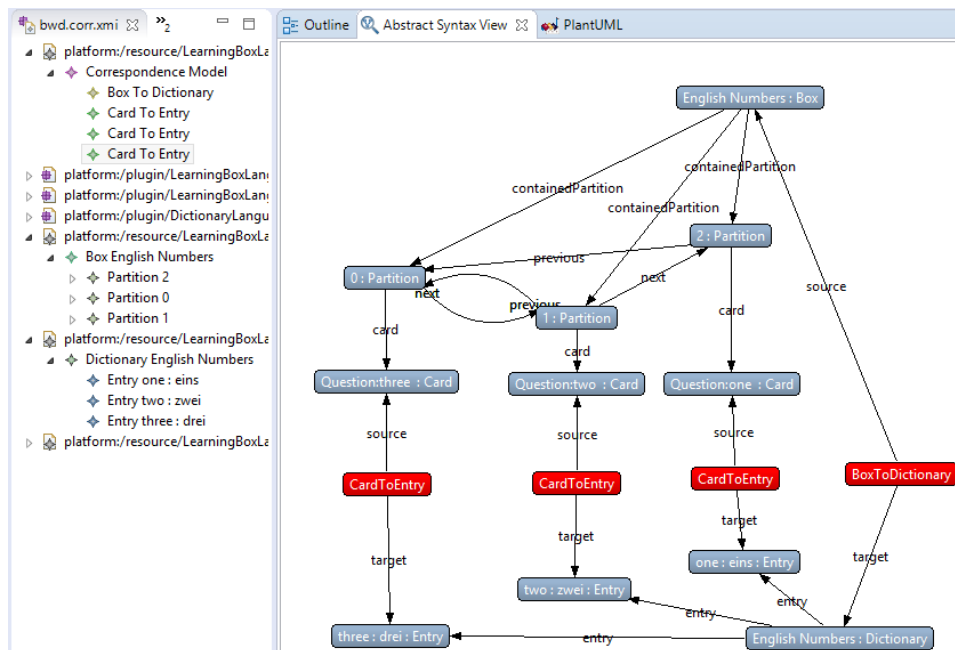 bwd.corr.xmi
»2
platform:/resource/LearningBoxLa
Correspondence Model
Box To Dictionary
Card To Entry
Card To Entry
Card To Entry
platform:/plugin/LearningBoxLang
platform:/plugin/LearningBoxLang
platform:/plugin/DictionaryLangu
platform:/resource/LearningBoxLa
Box English Numbers
Partition 2
Partition 0
Partition 1
platform:/resource/LearningBoxLa
Dictionary English Numbers
Entry one : eins
Entry two : zwei
Entry three : drei
platform:/resource/LearningBoxLa
Outline
Abstract Syntax View
PlantUML
English Numbers : Box
containedPartition
containedPartition
containedPartition
2 : Partition
previous
0 : Partition
next
next
source
previous
1 : Partition
card
card
card
Question:three : Card
Question:two : Card
Question:one : Card
source
source
source
CardToEntry
CardToEntry
CardToEntry
BoxToDictionary
target
target
target
target
one : eins : Entry
two : zwei : Entry
entry
entry
three : drei : Entry
entry
English Numbers : Dictionary